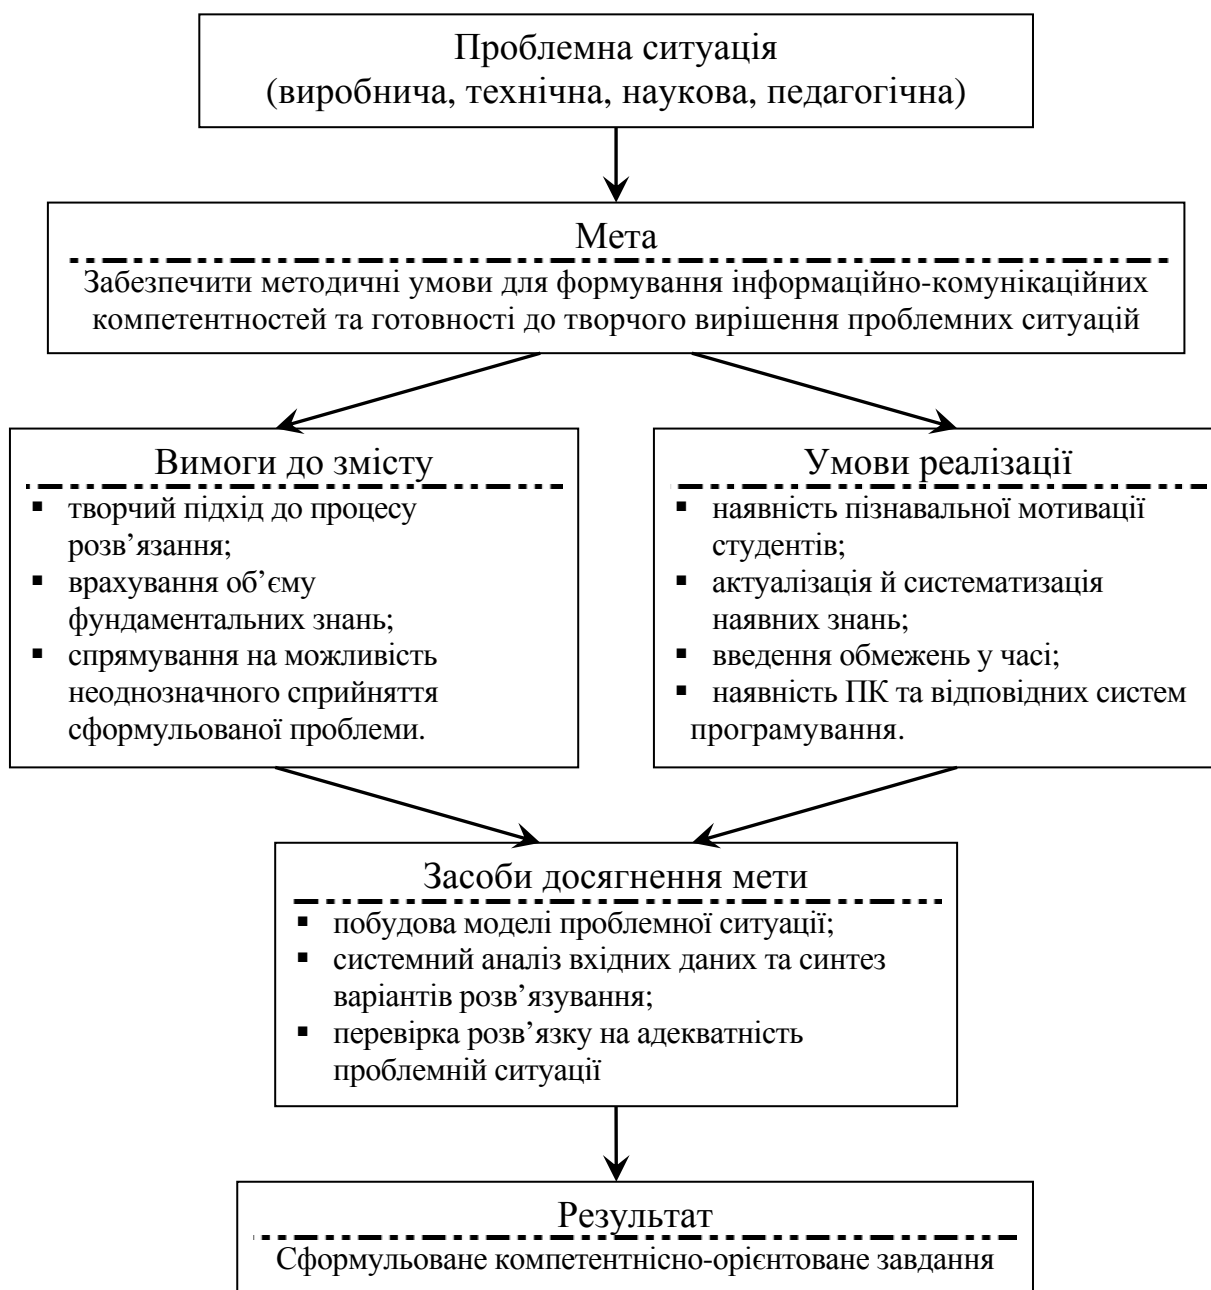 Проблемна ситуація
(виробнича, технічна, наукова, педагогічна)
Мета
Забезпечити методичні умови для формування інформаційно-комунікаційних
компетентностей та готовності до творчого вирішення проблемних ситуацій
Вимоги до змісту
▪ творчий підхід до процесу
розв’язання;
▪ врахування об’єму
фундаментальних знань;
▪ спрямування на можливість
неоднозначного сприйняття
сформульованої проблеми.
Умови реалізації
▪ наявність пізнавальної мотивації
студентів;
▪ актуалізація й систематизація
наявних знань;
▪ введення обмежень у часі;
▪ наявність ПК та відповідних систем
програмування.
Засоби досягнення мети
▪ побудова моделі проблемної ситуації;
▪ системний аналіз вхідних даних та синтез
варіантів розв’язування;
▪ перевірка розв’язку на адекватність
проблемній ситуації
Результат
Сформульоване компетентнісно-орієнтоване завдання